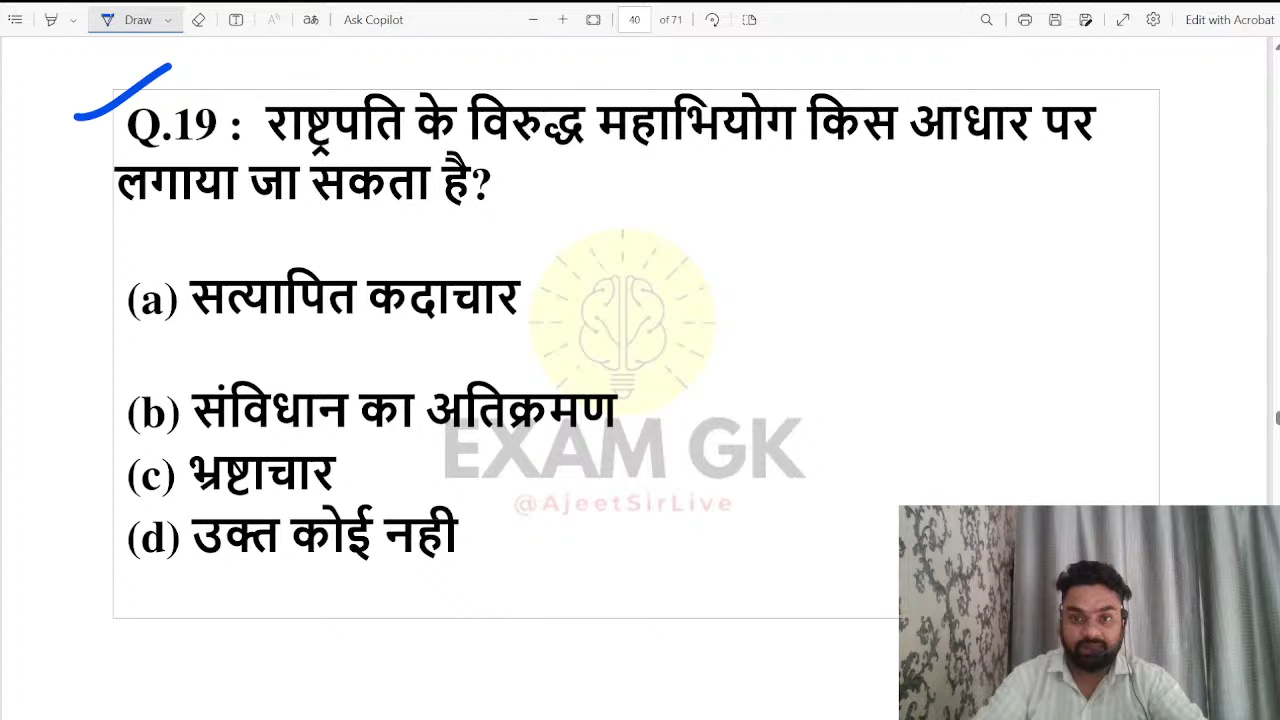 Draw
Ask Copilot
40 of 71
Edit with Acrobat
Q.19 : राष्ट्रपति के विरुद्ध महाभियोग किस आधार पर
लगाया जा सकता है?
(a) सत्यापित कदाचार
(b) संविधान का अतिक्रमण
(c) भ्रष्टाचार
(d) उक्त कोई नही
EXAM GK
@AjeetSirLive